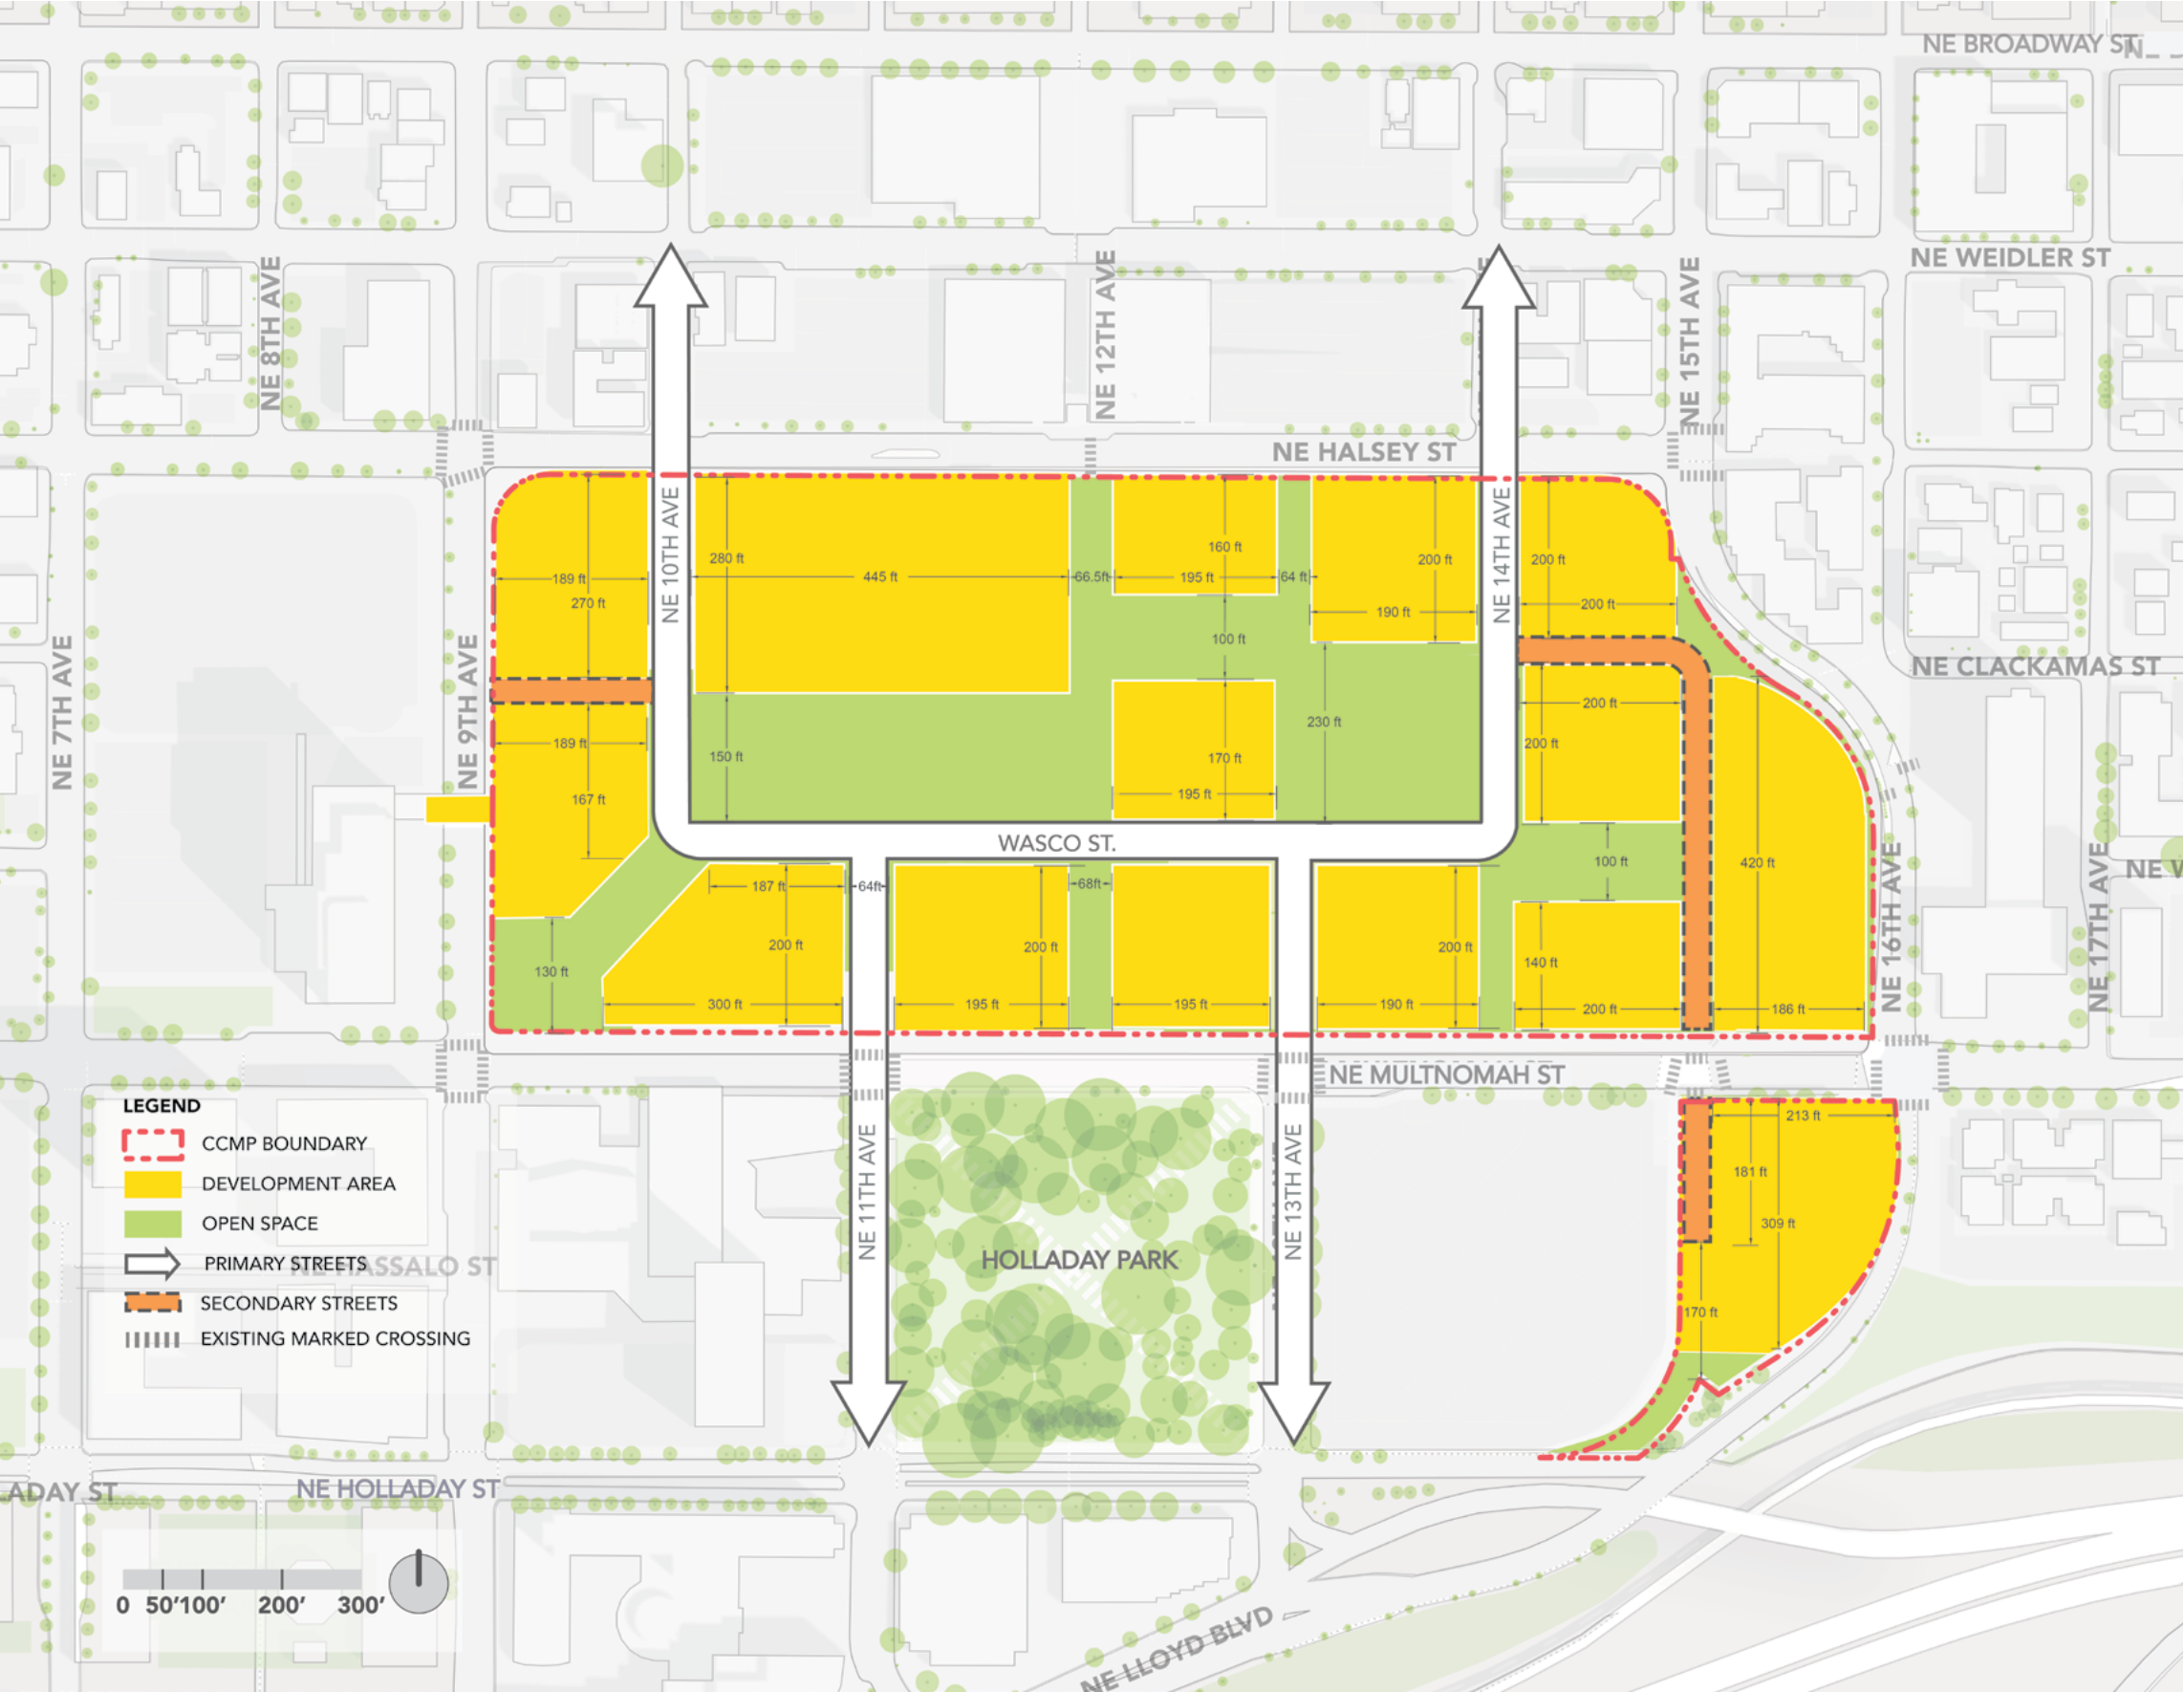 NE BROADWAY ST
N
NE WEIDLER ST
NE 8TH AVE
NE 12TH AVE
NE 15TH AVE
NE HALSEY ST
NE 10TH AVE
NE 14TH AVE
280 ft
160 ft
200 ft
200 ft
189 ft
445 ft
66.5ft
195 ft
64 ft
270 ft
190 ft
200 ft
100 ft
NE 7TH AVE
NE 9TH AVE
NE CLACKAMAS ST
200 ft
230 ft
189 ft
200 ft
150 ft
170 ft
195 ft
167 ft
WASCO ST.
100 ft
420 ft
NE 16TH AVE
NE 17TH AVE
NE W
187 ft
64ft
68ft
200 ft
200 ft
200 ft
140 ft
130 ft
300 ft
195 ft
195 ft
190 ft
200 ft
186 ft
NE MULTNOMAH ST
LEGEND
CCMP BOUNDARY
DEVELOPMENT AREA
OPEN SPACE
PRIMARY STREETS
SECONDARY STREETS
EXISTING MARKED CROSSING
NE HASSALO ST
NE 11TH AVE
NE 13TH AVE
HOLLADAY PARK
213 ft
181 ft
309 ft
170 ft
LADAY ST
NE HOLLADAY ST
0 50'100' 200' 300'
NE LLOYD BLVD